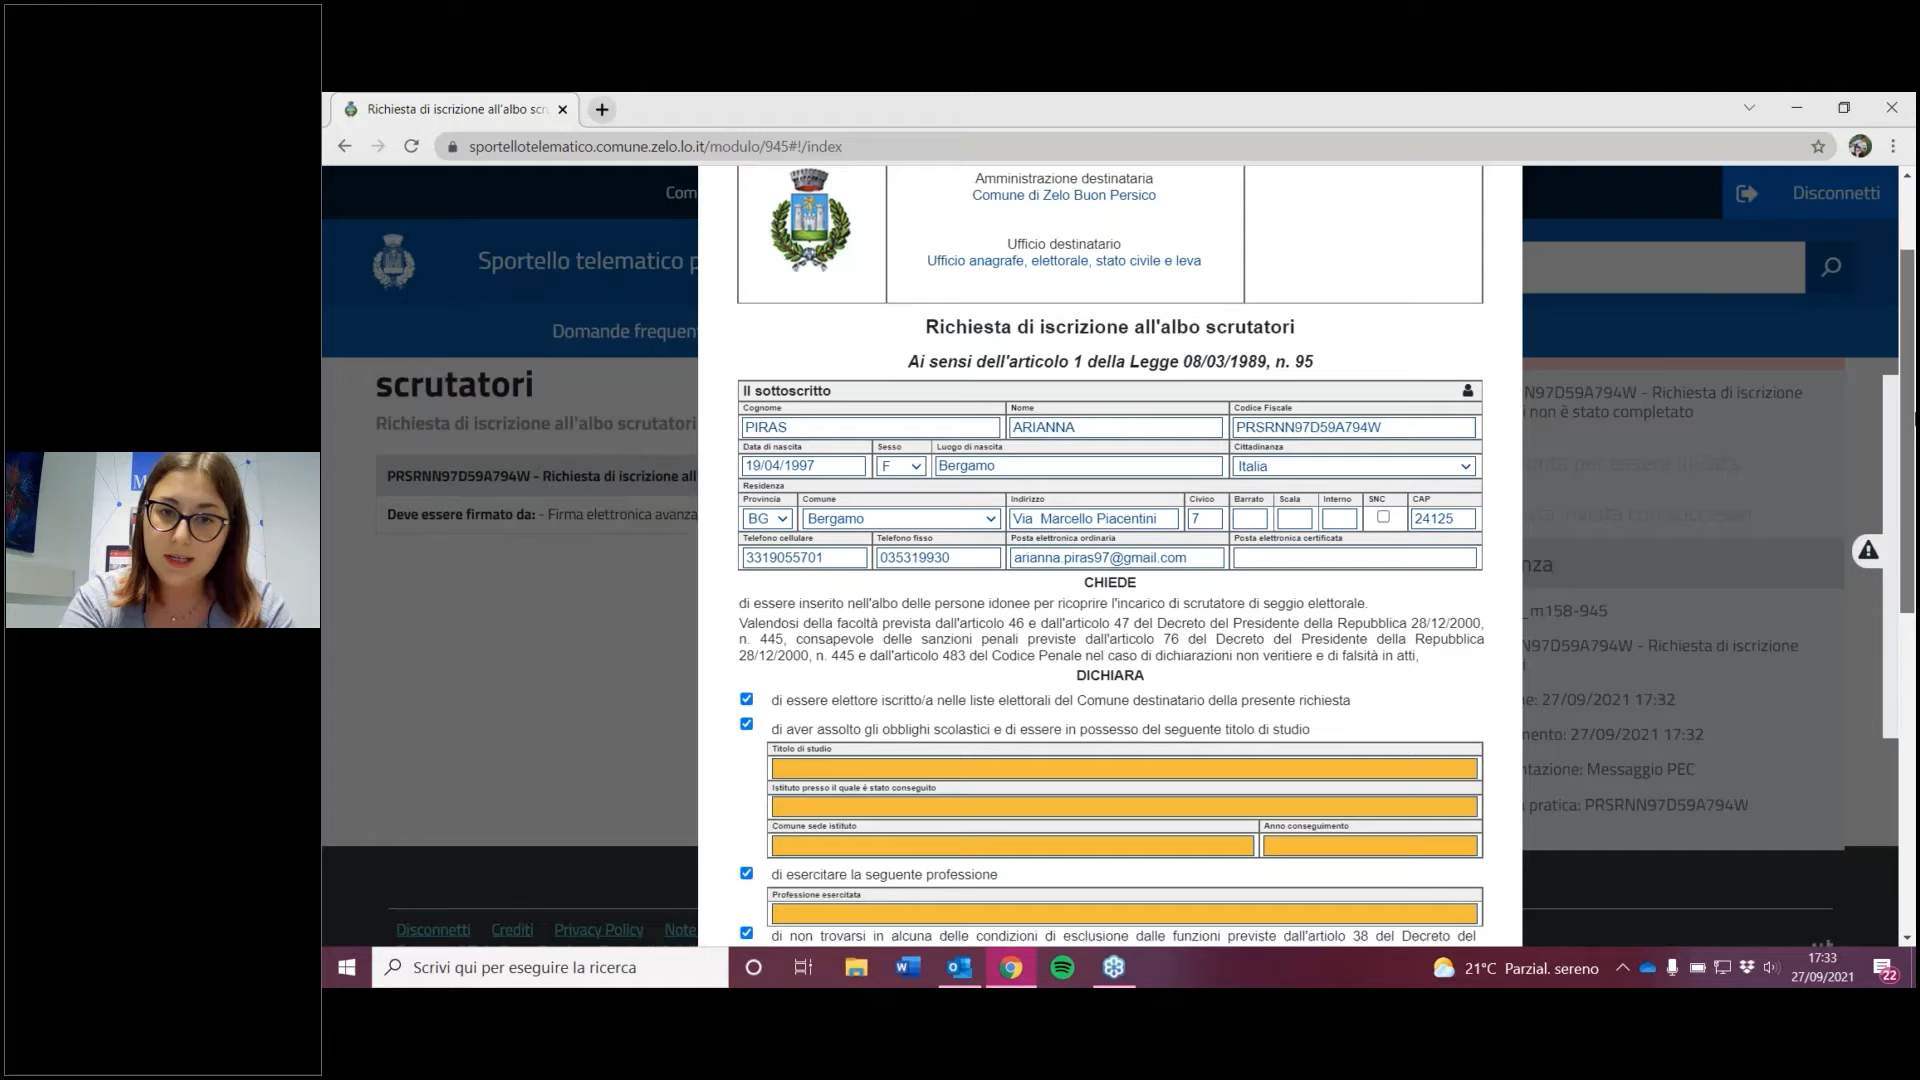 Richiesta di iscrizione all'albo scr
sportellotelematico.comune.zelo.lo.it/modulo/945#!/index
Com
Disconnetti
Sportello telematico p
Domande frequen
scrutatori
Richiesta di iscrizione all'albo scrutatori
PRSRNN97D59A794W - Richiesta di iscrizione all
Deve essere firmato da: - Firma elettronica avanza
Amministrazione destinataria
Comune di Zelo Buon Persico
Ufficio destinatario
Ufficio anagrafe, elettorale, stato civile e leva
Richiesta di iscrizione all'albo scrutatori
Ai sensi dell'articolo 1 della Legge 08/03/1989, n. 95
Il sottoscritto
Cognome Nome Codice Fiscale
PIRAS ARIANNA PRSRNN97D59A794W
Data di nascita Sesso Luogo di nascita Cittadinanza
19/04/1997 F Bergamo Italia
Residenza
Provincia Comune Indirizzo Civico Barrato Scala Interno SNC CAP
BG Bergamo Via Marcello Piacentini 7 24125
Telefono cellulare Telefono fisso Posta elettronica ordinaria Posta elettronica certificata
3319055701 035319930 arianna.piras97@gmail.com
CHIEDE
di essere inserito nell'albo delle persone idonee per ricoprire l'incarico di scrutatore di seggio elettorale.
Valendosi della facoltà prevista dall'articolo 46 e dall'articolo 47 del Decreto del Presidente della Repubblica 28/12/2000,
n. 445, consapevole delle sanzioni penali previste dall'articolo 76 del Decreto del Presidente della Repubblica
28/12/2000, n. 445 e dall'articolo 483 del Codice Penale nel caso di dichiarazioni non veritiere e di falsità in atti,
DICHIARA
di essere elettore iscritto/a nelle liste elettorali del Comune destinatario della presente richiesta
di aver assolto gli obblighi scolastici e di essere in possesso del seguente titolo di studio
Titolo di studio
Istituto presso il quale è stato conseguito
Comune sede istituto Anno conseguimento
di esercitare la seguente professione
Professione esercitata
di non trovarsi in alcuna delle condizioni di esclusione dalle funzioni previste dall'artiolo 38 del Decreto del
N97D59A794W - Richiesta di iscrizione
i non è stato completato
nza
_m158-945
N97D59A794W - Richiesta di iscrizione
e: 27/09/2021 17:32
mento: 27/09/2021 17:32
tazione: Messaggio PEC
a pratica: PRSRNN97D59A794W
Disconnetti Crediti Privacy Policy Note
Scrivi qui per eseguire la ricerca
21°C Parzial. sereno
17:33
27/09/2021
22